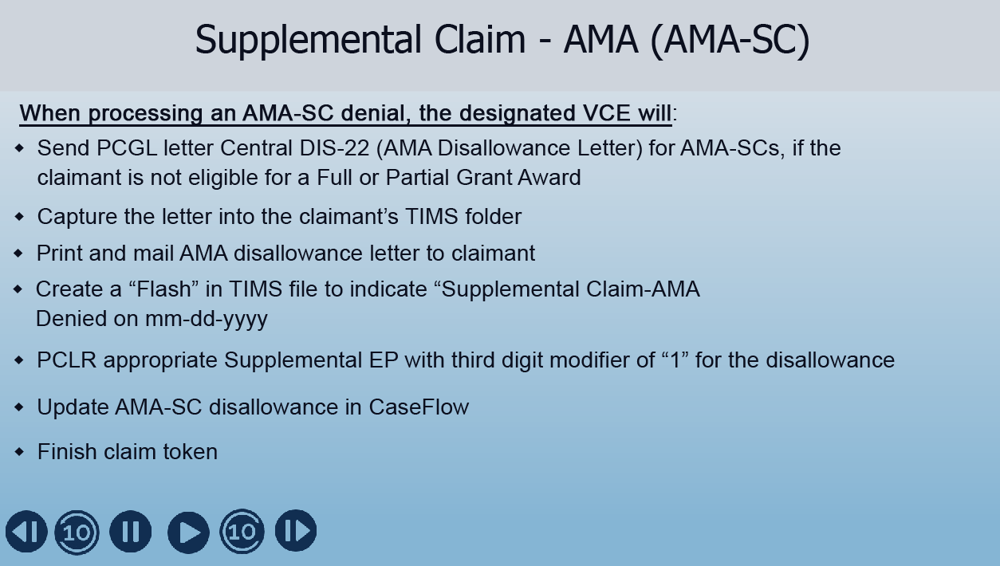 Supplemental Claim - AMA (AMA-SC)
When processing an AMA-SC denial, the designated VCE will:
◆ Send PCGL letter Central DIS-22 (AMA Disallowance Letter) for AMA-SCs, if the
claimant is not eligible for a Full or Partial Grant Award
◆ Capture the letter into the claimant’s TIMS folder
◆ Print and mail AMA disallowance letter to claimant
◆ Create a “Flash” in TIMS file to indicate “Supplemental Claim-AMA
Denied on mm-dd-yyyy
◆ PCLR appropriate Supplemental EP with third digit modifier of “1” for the disallowance
◆ Update AMA-SC disallowance in CaseFlow
◆ Finish claim token
10 10